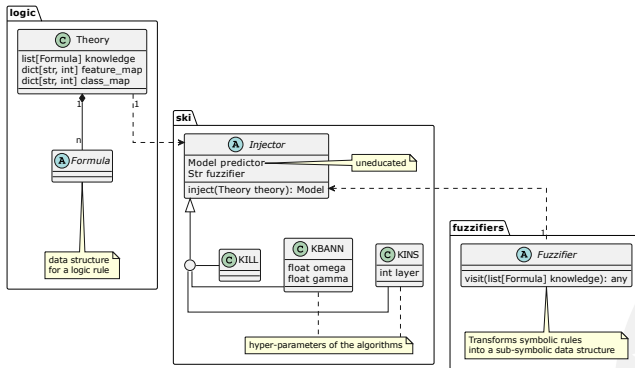 logic
C Theory
list[Formula] knowledge
dict[str, int] feature_map
dict[str, int] class_map
1
1
n
A Formula
data structure
for a logic rule
ski
A Injector
Model predictor
Str fuzzifier
inject(Theory theory): Model
uneducated
C KILL
C KBANN
float omega
float gamma
C KINS
int layer
hyper-parameters of the algorithms
fuzzifiers
1
A Fuzzifier
visit(list[Formula] knowledge): any
Transforms symbolic rules
into a sub-symbolic data structure